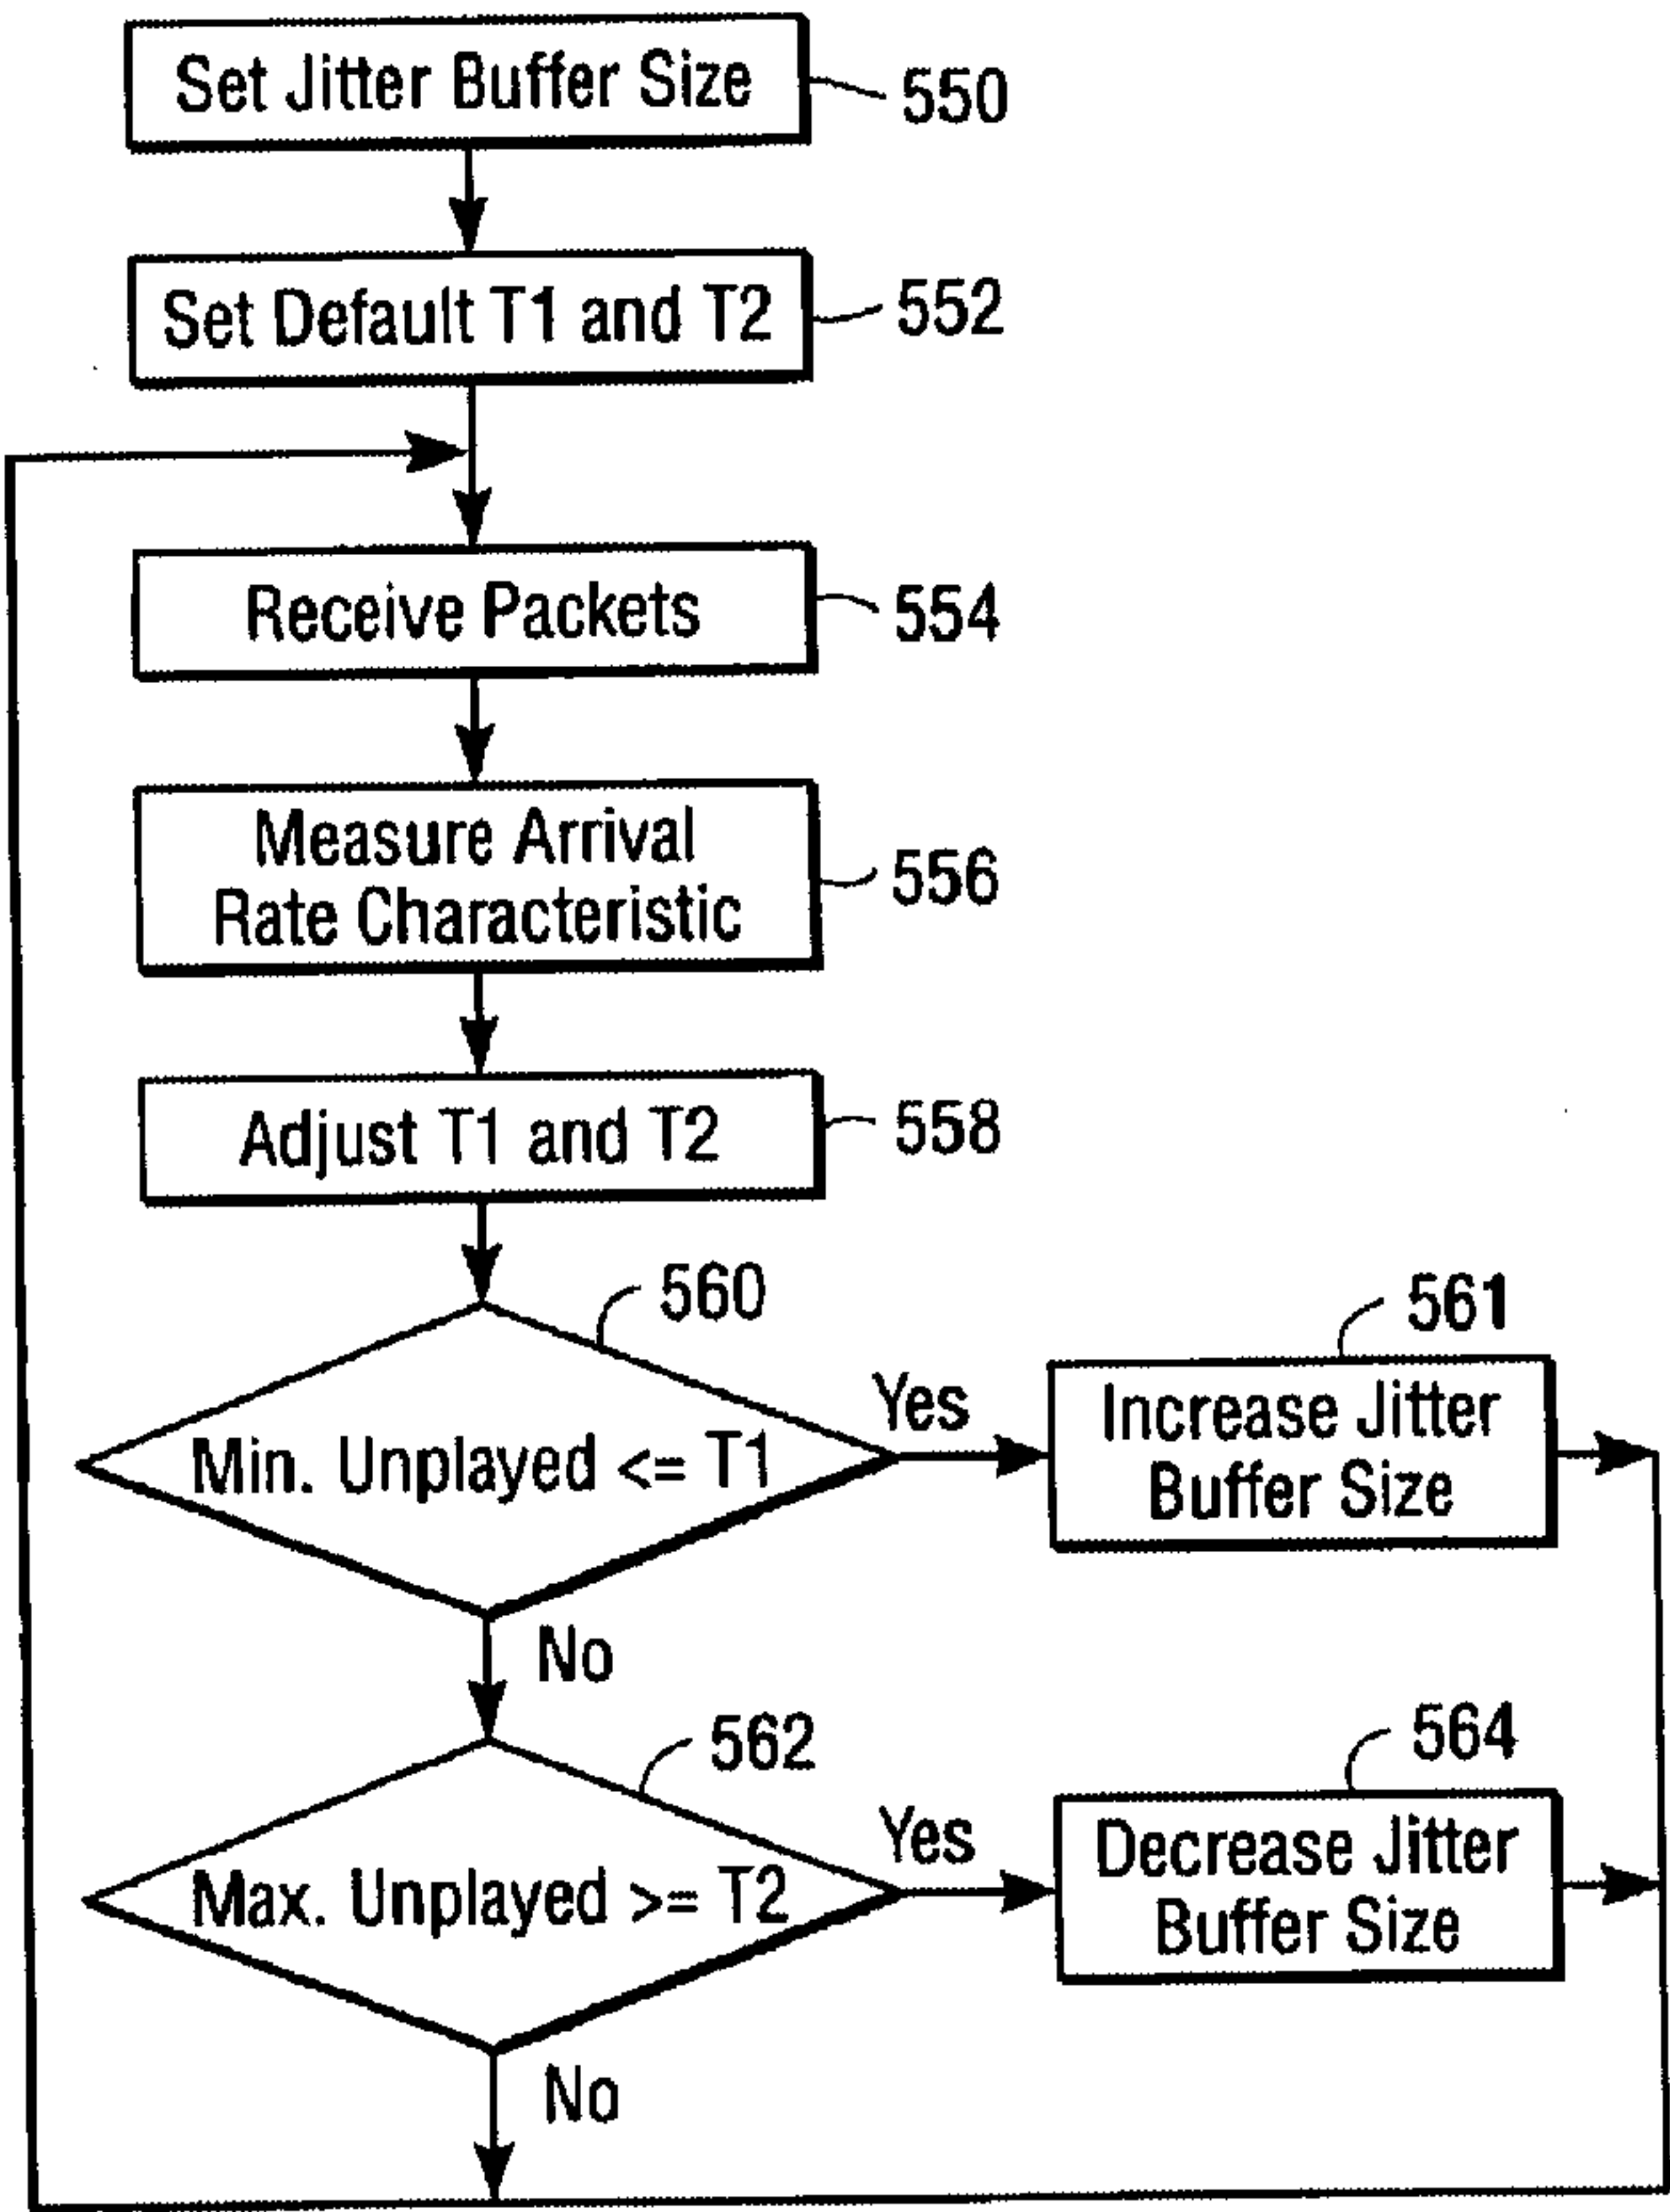 Set Jitter Buffer Size
550
Set Default T1 and T2
552
Receive Packets
554
Measure Arrival
Rate Characteristic
556
Adjust T1 and T2
558
560
Min. Unplayed <= T1
Yes
561
Increase Jitter
Buffer Size
No
562
Max. Unplayed >= T2
Yes
564
Decrease Jitter
Buffer Size
No